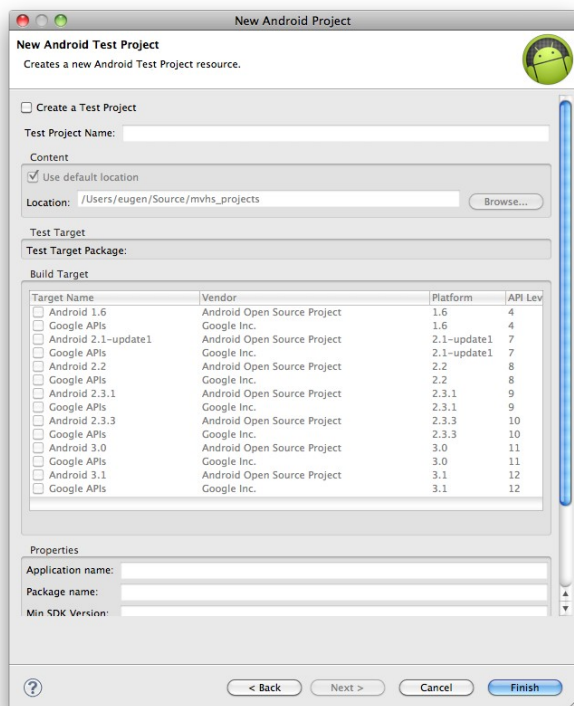 New Android Project
New Android Test Project
Creates a new Android Test Project resource.
Create a Test Project
Test Project Name:
Content
Use default location
Location: /Users/eugen/Source/mvhs_projects Browse...
Test Target
Test Target Package:
Build Target
Target Name Vendor Platform API Lev
Android 1.6 Android Open Source Project 1.6 4
Google APIs Google Inc. 1.6 4
Android 2.1-update1 Android Open Source Project 2.1-update1 7
Google APIs Google Inc. 2.1-update1 7
Android 2.2 Android Open Source Project 2.2 8
Google APIs Google Inc. 2.2 8
Android 2.3.1 Android Open Source Project 2.3.1 9
Google APIs Google Inc. 2.3.1 9
Android 2.3.3 Android Open Source Project 2.3.3 10
Google APIs Google Inc. 2.3.3 10
Android 3.0 Android Open Source Project 3.0 11
Google APIs Google Inc. 3.0 11
Android 3.1 Android Open Source Project 3.1 12
Google APIs Google Inc. 3.1 12
Properties
Application name:
Package name:
Min SDK Version:
? < Back Next > Cancel Finish